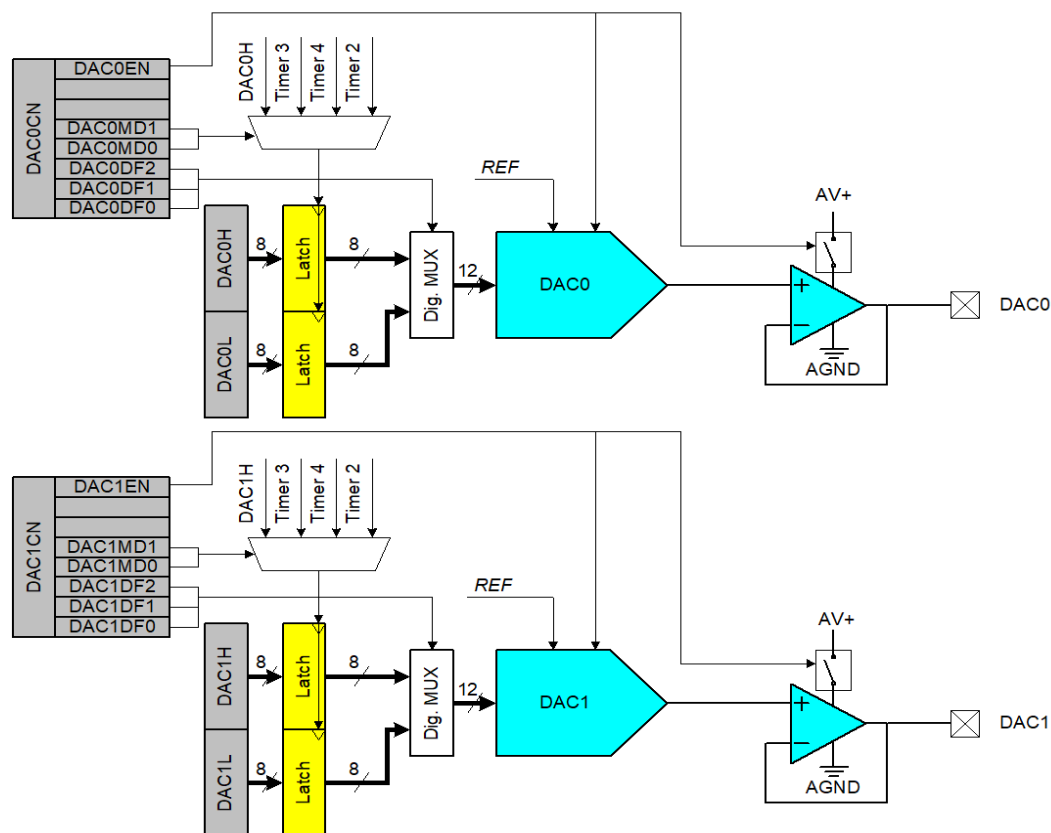 DAC0CN
DAC0EN
DAC0MD1
DAC0MD0
DAC0DF2
DAC0DF1
DAC0DF0
DAC0H
Timer 3
Timer 4
Timer 2
DAC0H
8
Latch
8
DAC0L
8
Latch
8
Dig. MUX
12
REF
DAC0
AV+
+
−
AGND
DAC0
DAC1CN
DAC1EN
DAC1MD1
DAC1MD0
DAC1DF2
DAC1DF1
DAC1DF0
DAC1H
Timer 3
Timer 4
Timer 2
DAC1H
8
Latch
8
DAC1L
8
Latch
8
Dig. MUX
12
REF
DAC1
AV+
+
−
AGND
DAC1